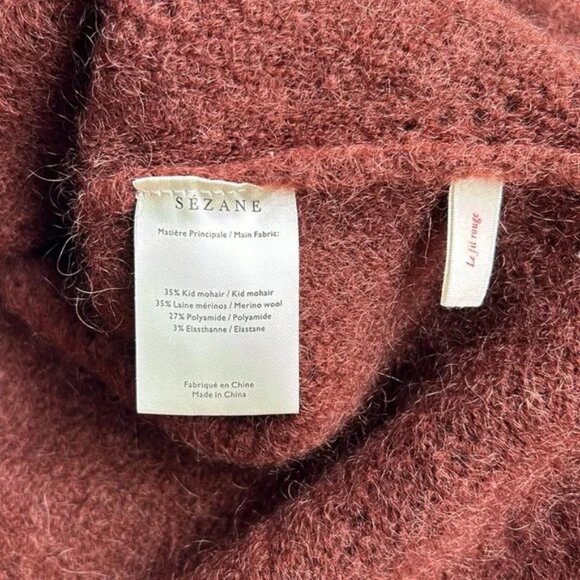 SÉZANE
Matière Principale / Main Fabric:
35% Kid mohair / Kid mohair
35% Laine mérinos / Merino wool
27% Polyamide / Polyamide
3% Elasthanne / Elastane
Fabriqué en Chine
Made in China
Le fil rouge